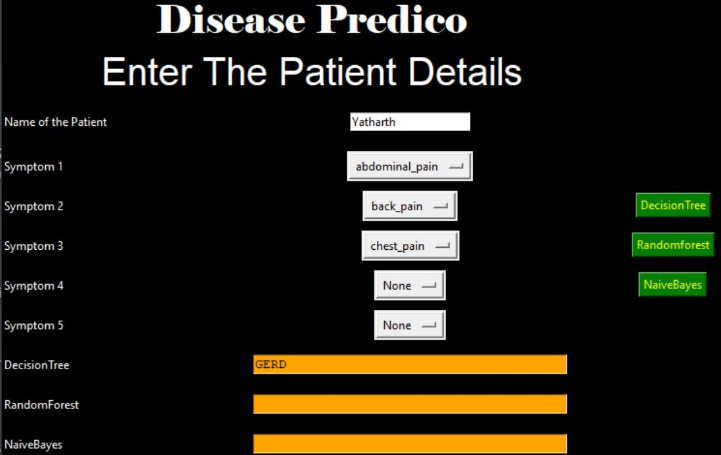 Disease Predico
Enter The Patient Details
Name of the Patient Yatharth
Symptom 1 abdominal_pain
Symptom 2 back_pain DecisionTree
Symptom 3 chest_pain Randomforest
Symptom 4 None NaiveBayes
Symptom 5 None
DecisionTree GERD
RandomForest
NaiveBayes